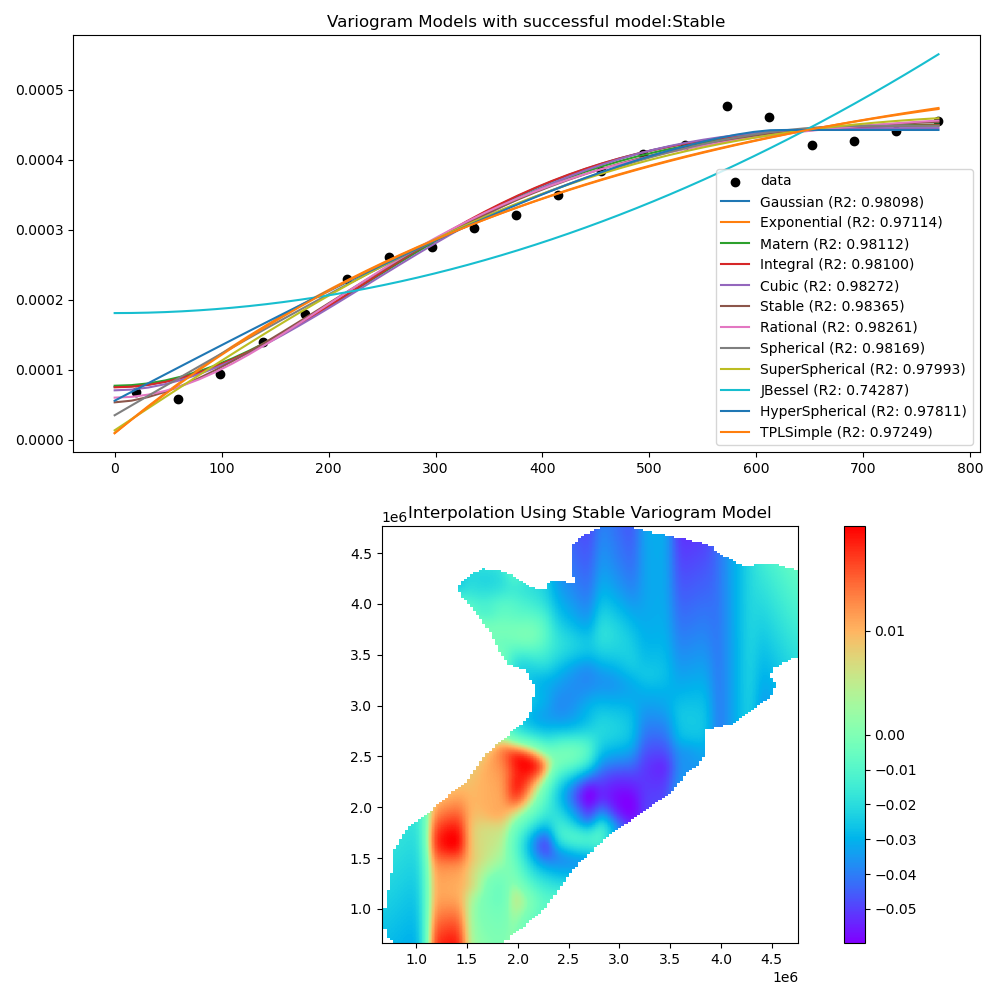 Variogram Models with successful model:Stable
0.0005
0.0004
0.0003
0.0002
0.0001
0.0000
data
Gaussian (R2: 0.98098)
Exponential (R2: 0.97114)
Matern (R2: 0.98112)
Integral (R2: 0.98100)
Cubic (R2: 0.98272)
Stable (R2: 0.98365)
Rational (R2: 0.98261)
Spherical (R2: 0.98169)
SuperSpherical (R2: 0.97993)
JBessel (R2: 0.74287)
HyperSpherical (R2: 0.97811)
TPLSimple (R2: 0.97249)
0 100 200 300 400 500 600 700 800
Interpolation Using Stable Variogram Model
1e6
4.5
4.0
3.5
3.0
2.5
2.0
1.5
1.0
1.0 1.5 2.0 2.5 3.0 3.5 4.0 4.5
1e6
0.01
0.00
−0.01
−0.02
−0.03
−0.04
−0.05